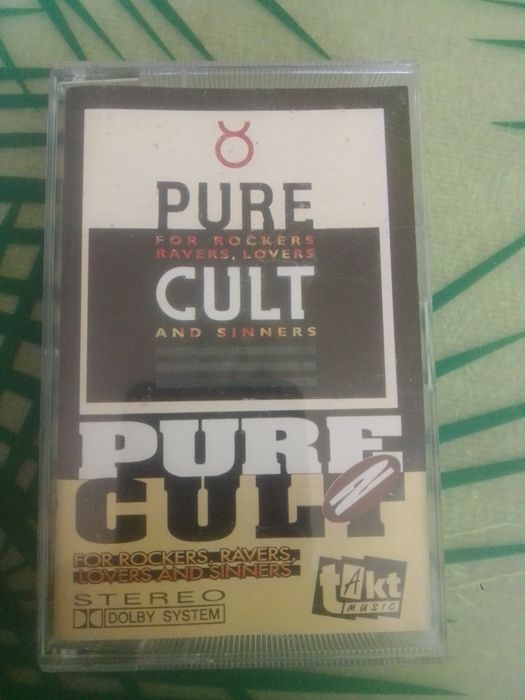 PURE
FOR ROCKERS
RAVERS, LOVERS
CULT
AND SINNERS
PURE
CULT
FOR ROCKERS, RAVERS,
LOVERS AND SINNERS
STEREO
DOLBY SYSTEM
takt
MUSIC